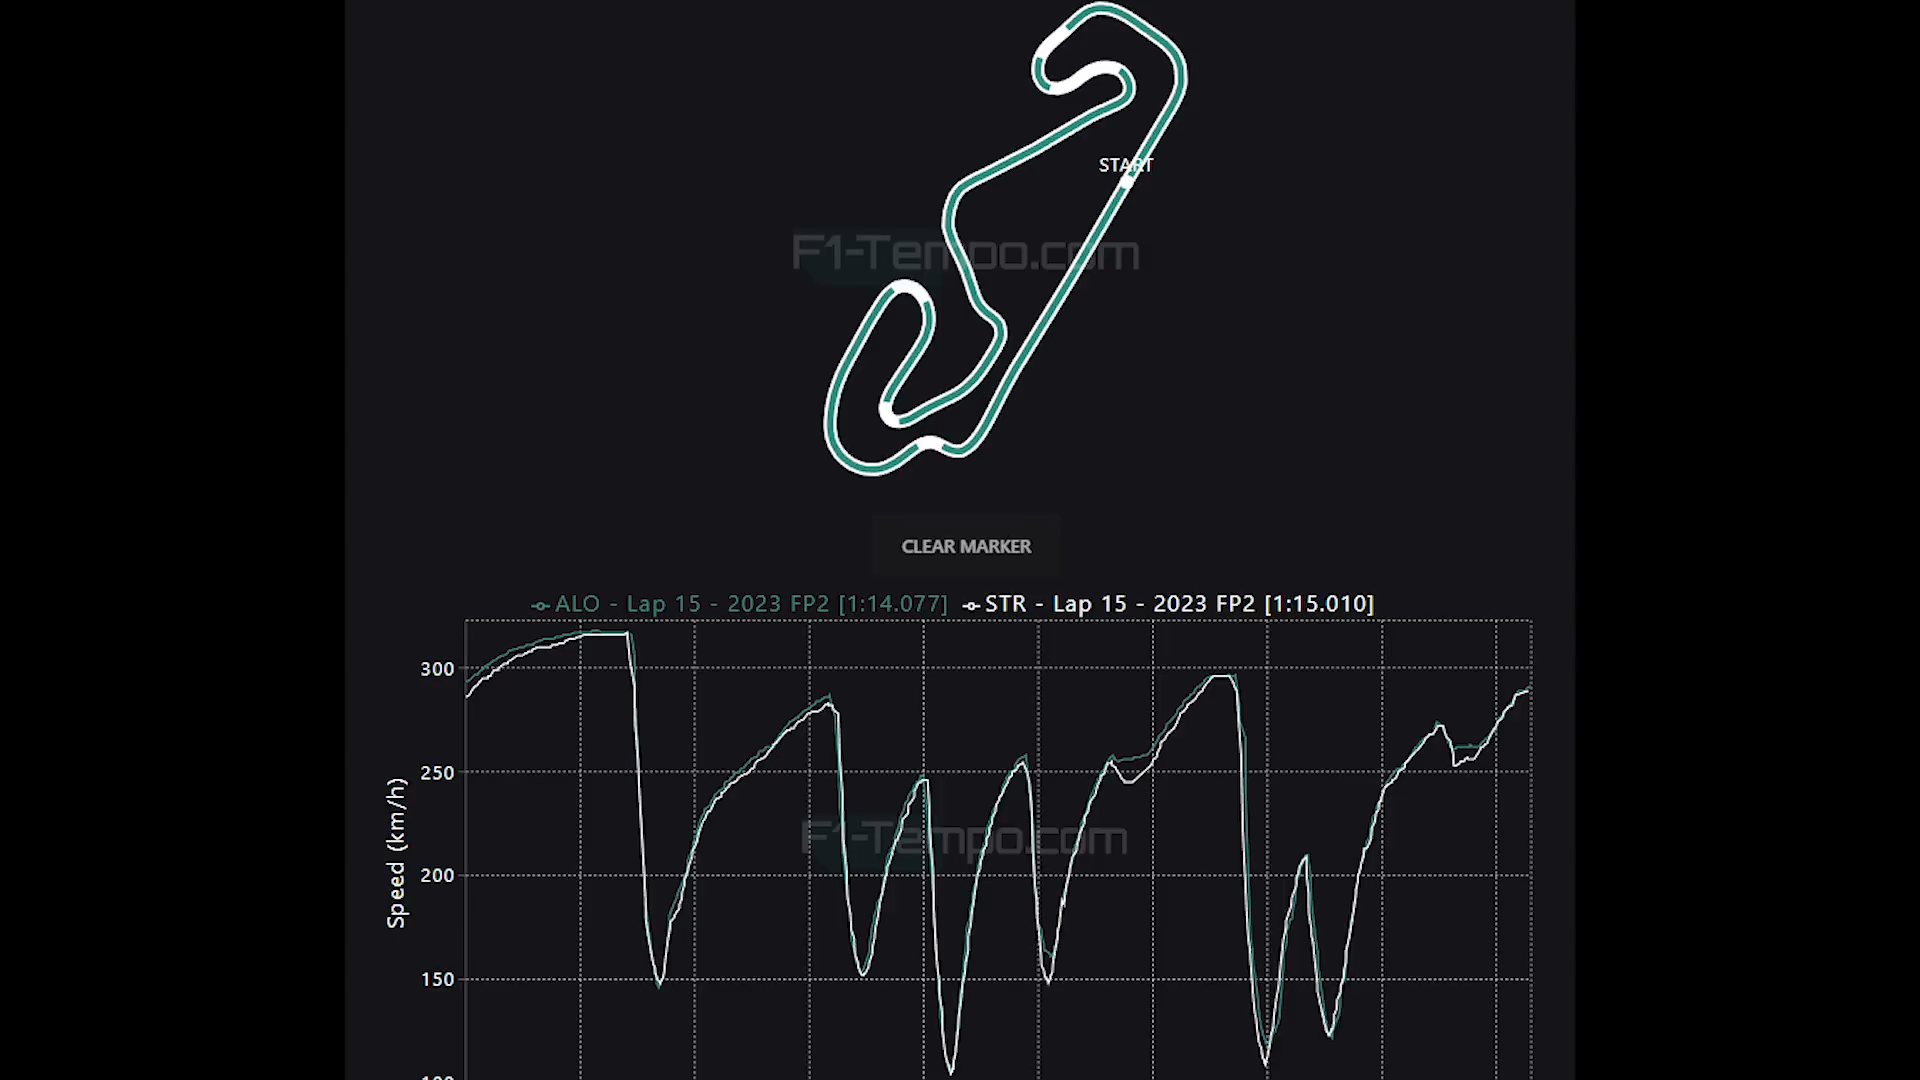 START
F1-Tempo.com
CLEAR MARKER
ALO - Lap 15 - 2023 FP2 [1:14.077] STR - Lap 15 - 2023 FP2 [1:15.010]
300
250
F1-Tempo.com
200
150
Speed (km/h)